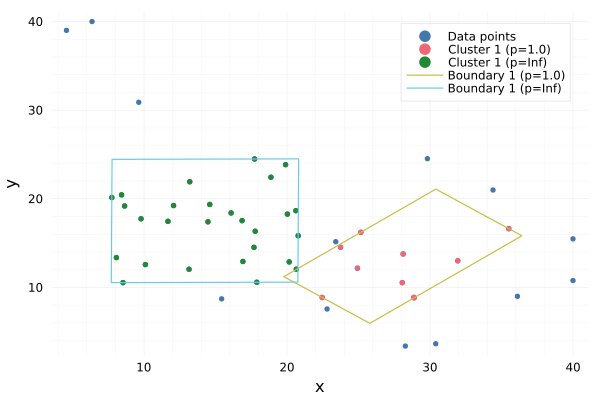 40
30
20
10
y
10
20
30
40
x
Data points
Cluster 1 (p=1.0)
Cluster 1 (p=Inf)
Boundary 1 (p=1.0)
Boundary 1 (p=Inf)